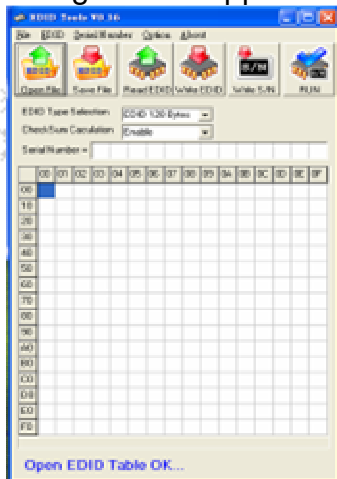 EDID Tools V0.36
File EDID Serial Number Option About
Open File Save File Read EDID Write EDID Write S/N RUN
EDID Type Selection EDID 128 Bytes
CheckSum Caculation Enable
Serial Number =
00 01 02 03 04 05 06 07 08 09 0A 0B 0C 0D 0E 0F
00
10
20
30
40
50
60
70
80
90
A0
B0
C0
D0
E0
F0
Open EDID Table OK...